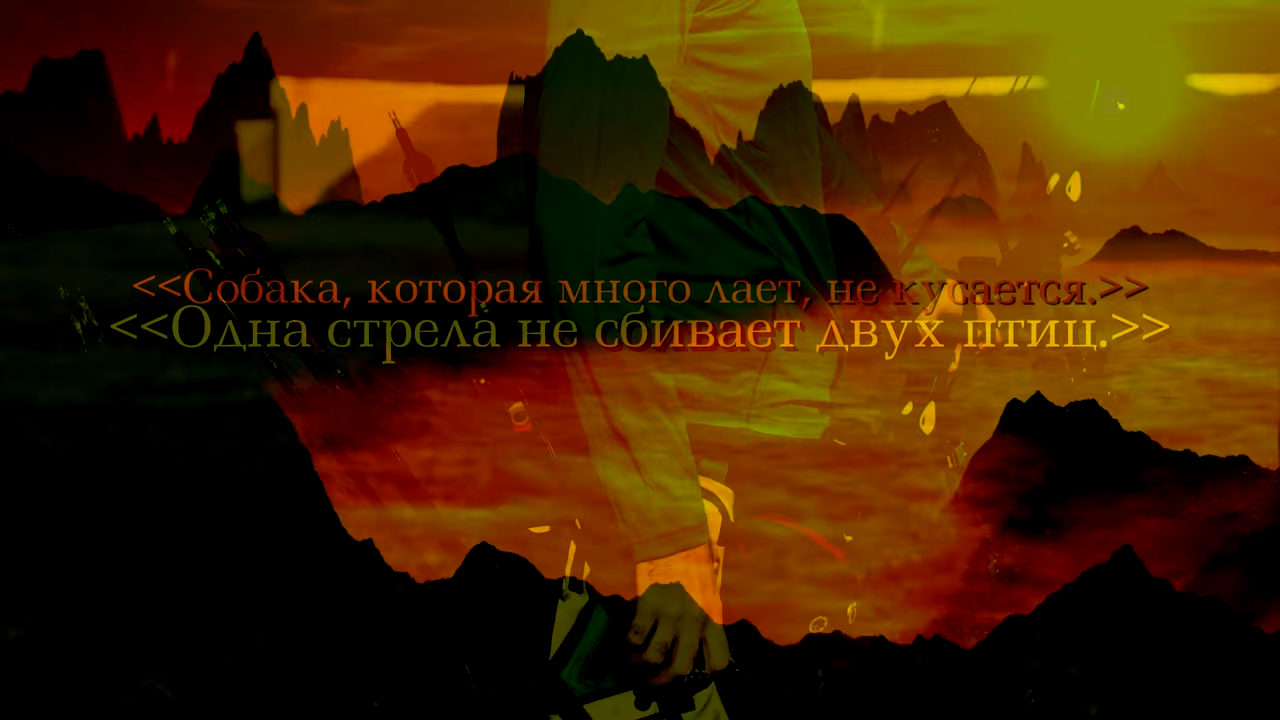 <<Собака, которая много лает, не кусается.>>
<<Одна стрела не сбивает двух птиц.>>